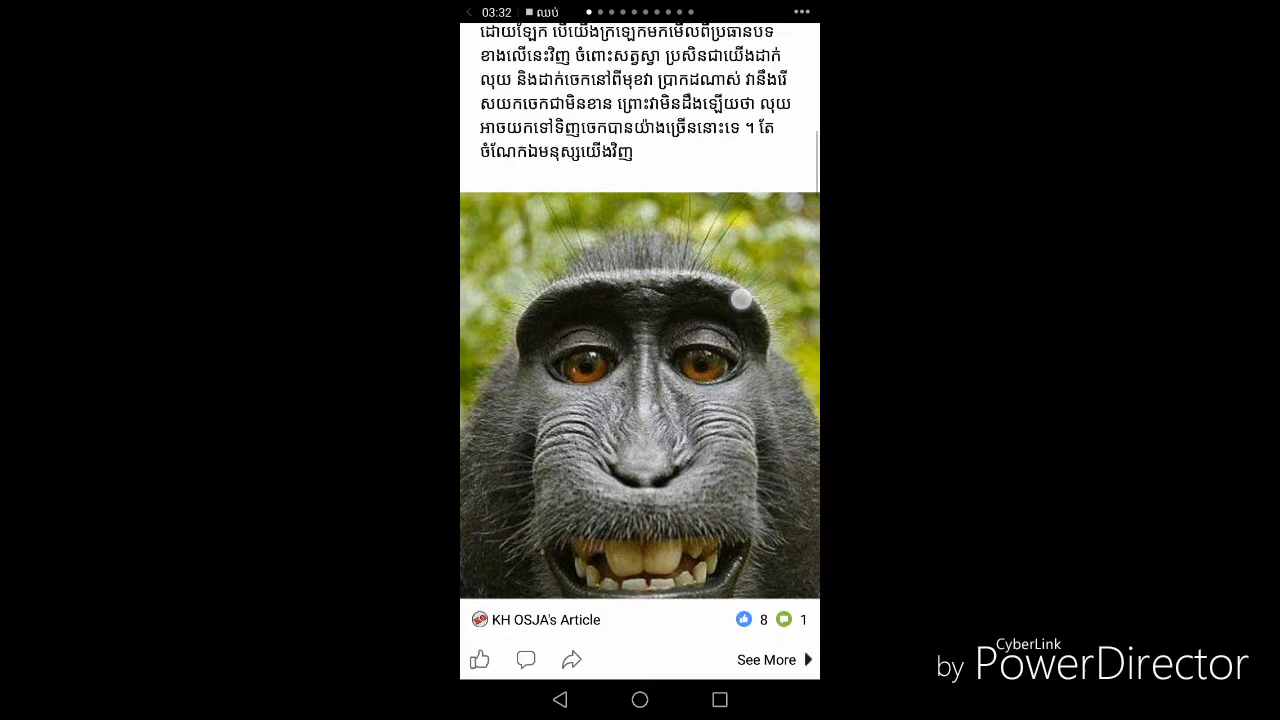 03:32 ឈប់
ដោយឡែក បើយើងក្រឡេកមកមើលពីប្រធានបទ
ខាងលើនេះវិញ ចំពោះសត្វស្វា ប្រសិនជាយើងដាក់
លុយ និងដាក់ចេកនៅពីមុខវា ប្រាកដណាស់ វានឹងរើ
សយកចេកជាមិនខាន ព្រោះវាមិនដឹងឡើយថា លុយ
អាចយកទៅទិញចេកបានយ៉ាងច្រើននោះទេ ។ តែ
ចំណែកឯមនុស្សយើងវិញ
KH OSJA's Article 8 1
See More
CyberLink
by PowerDirector